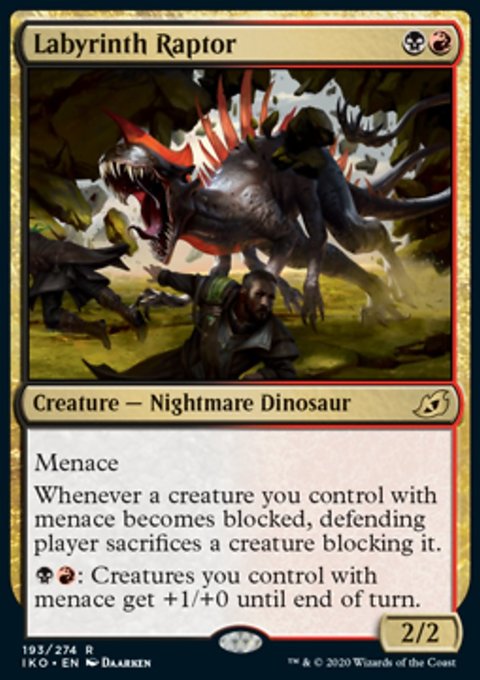 Labyrinth Raptor
Creature — Nightmare Dinosaur
Menace
Whenever a creature you control with
menace becomes blocked, defending
player sacrifices a creature blocking it.
: Creatures you control with
menace get +1/+0 until end of turn.
2/2
193/274 R
IKO • EN Daarken
™ & © 2020 Wizards of the Coast